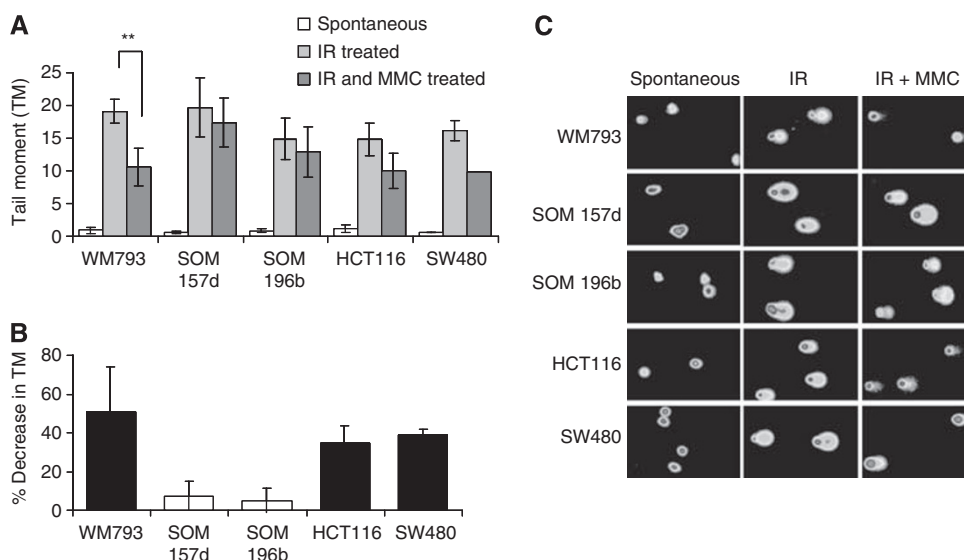 A
Spontaneous
IR treated
IR and MMC treated
**
Tail moment (TM)
25
20
15
10
5
0
WM793
SOM
157d
SOM
196b
HCT116
SW480
B
% Decrease in TM
80
60
40
20
0
WM793
SOM
157d
SOM
196b
HCT116
SW480
C
Spontaneous
IR
IR + MMC
WM793
SOM 157d
SOM 196b
HCT116
SW480